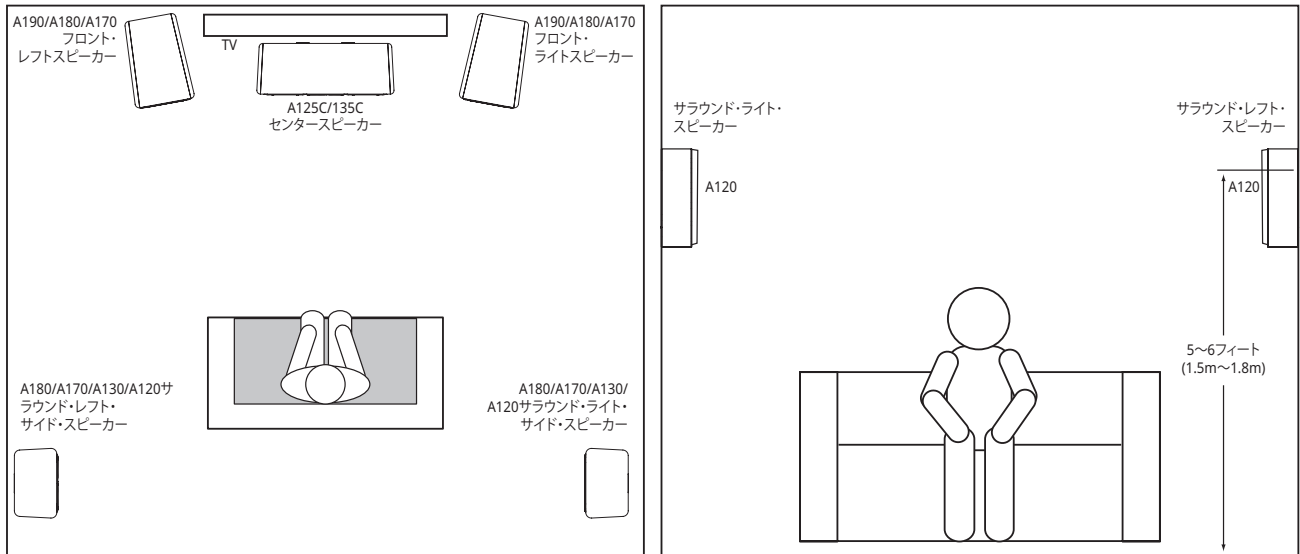 A190/A180/A170
フロント・
レフトスピーカー
TV
A190/A180/A170
フロント・
ライトスピーカー
A125C/135C
センタースピーカー
A180/A170/A130/A120サ
ラウンド・レフト・
サイド・スピーカー
A180/A170/A130/
A120サラウンド・ライト・
サイド・スピーカー
サラウンド・ライト・
スピーカー
A120
サラウンド・レフト・
スピーカー
A120
5～6フィート
(1.5m～1.8m)